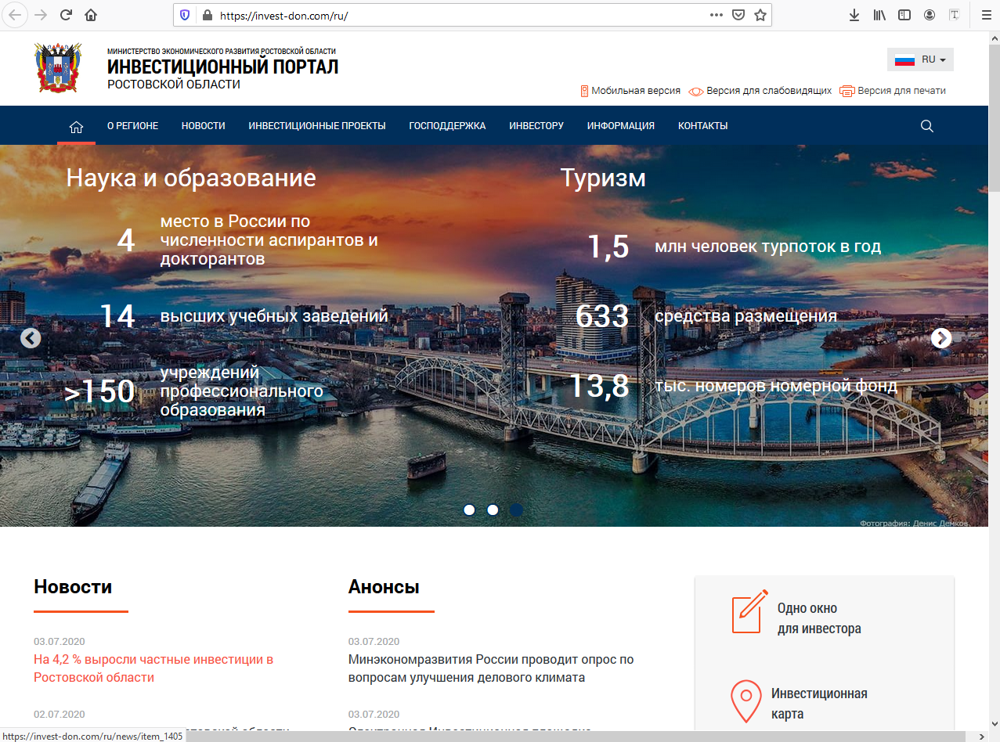 https://invest-don.com/ru/
МИНИСТЕРСТВО ЭКОНОМИЧЕСКОГО РАЗВИТИЯ РОСТОВСКОЙ ОБЛАСТИ
ИНВЕСТИЦИОННЫЙ ПОРТАЛ
РОСТОВСКОЙ ОБЛАСТИ
RU
Мобильная версия Версия для слабовидящих Версия для печати
О РЕГИОНЕ НОВОСТИ ИНВЕСТИЦИОННЫЕ ПРОЕКТЫ ГОСПОДДЕРЖКА ИНВЕСТОРУ ИНФОРМАЦИЯ КОНТАКТЫ
Наука и образование
4
место в России по
численности аспирантов и
докторантов
14 высших учебных заведений
>150
учреждений
профессионального
образования
Туризм
1,5 млн человек турпоток в год
633 средства размещения
13,8 тыс. номеров номерной фонд
Фотография: Денис Демков.
Новости
03.07.2020
На 4,2 % выросли частные инвестиции в
Ростовской области
02.07.2020
Анонсы
03.07.2020
Минэкономразвития России проводит опрос по
вопросам улучшения делового климата
03.07.2020
Электронная Инвестиционная площадка
Одно окно
для инвестора
Инвестиционная
карта
https://invest-don.com/ru/news/item_1405